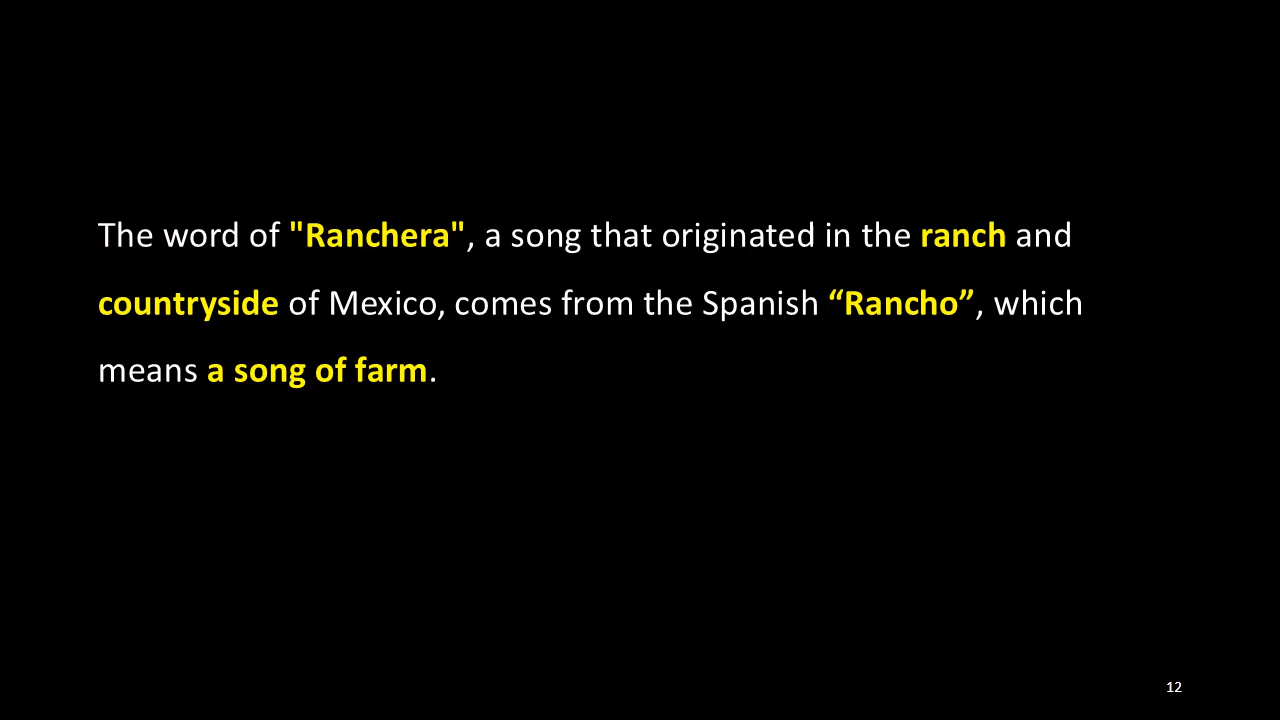 The word of "Ranchera", a song that originated in the ranch and
countryside of Mexico, comes from the Spanish “Rancho”, which
means a song of farm.
12